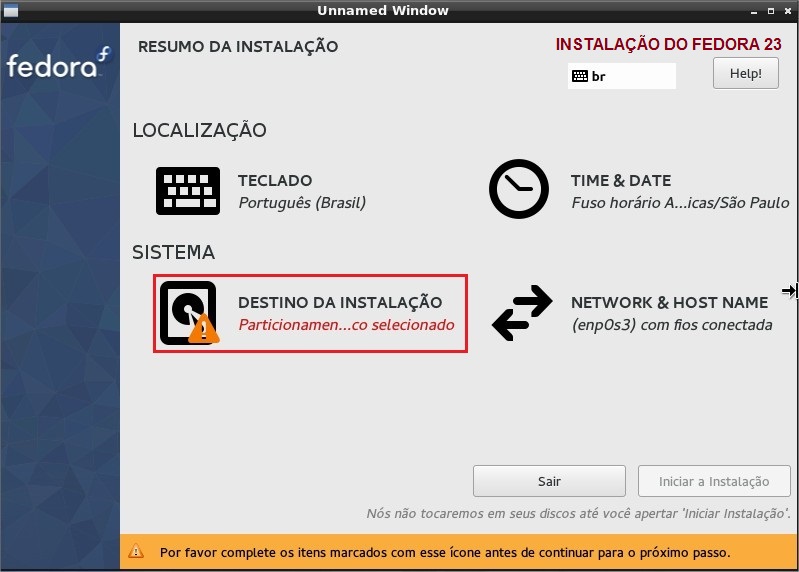 Unnamed Window
fedora
RESUMO DA INSTALAÇÃO
INSTALAÇÃO DO FEDORA 23
br
Help!
LOCALIZAÇÃO
TECLADO
Português (Brasil)
TIME & DATE
Fuso horário A...icas/São Paulo
SISTEMA
DESTINO DA INSTALAÇÃO
Particionamen...co selecionado
NETWORK & HOST NAME
(enp0s3) com fios conectada
Sair
Iniciar a Instalação
Nós não tocaremos em seus discos até você apertar 'Iniciar Instalação'.
Por favor complete os itens marcados com esse ícone antes de continuar para o próximo passo.